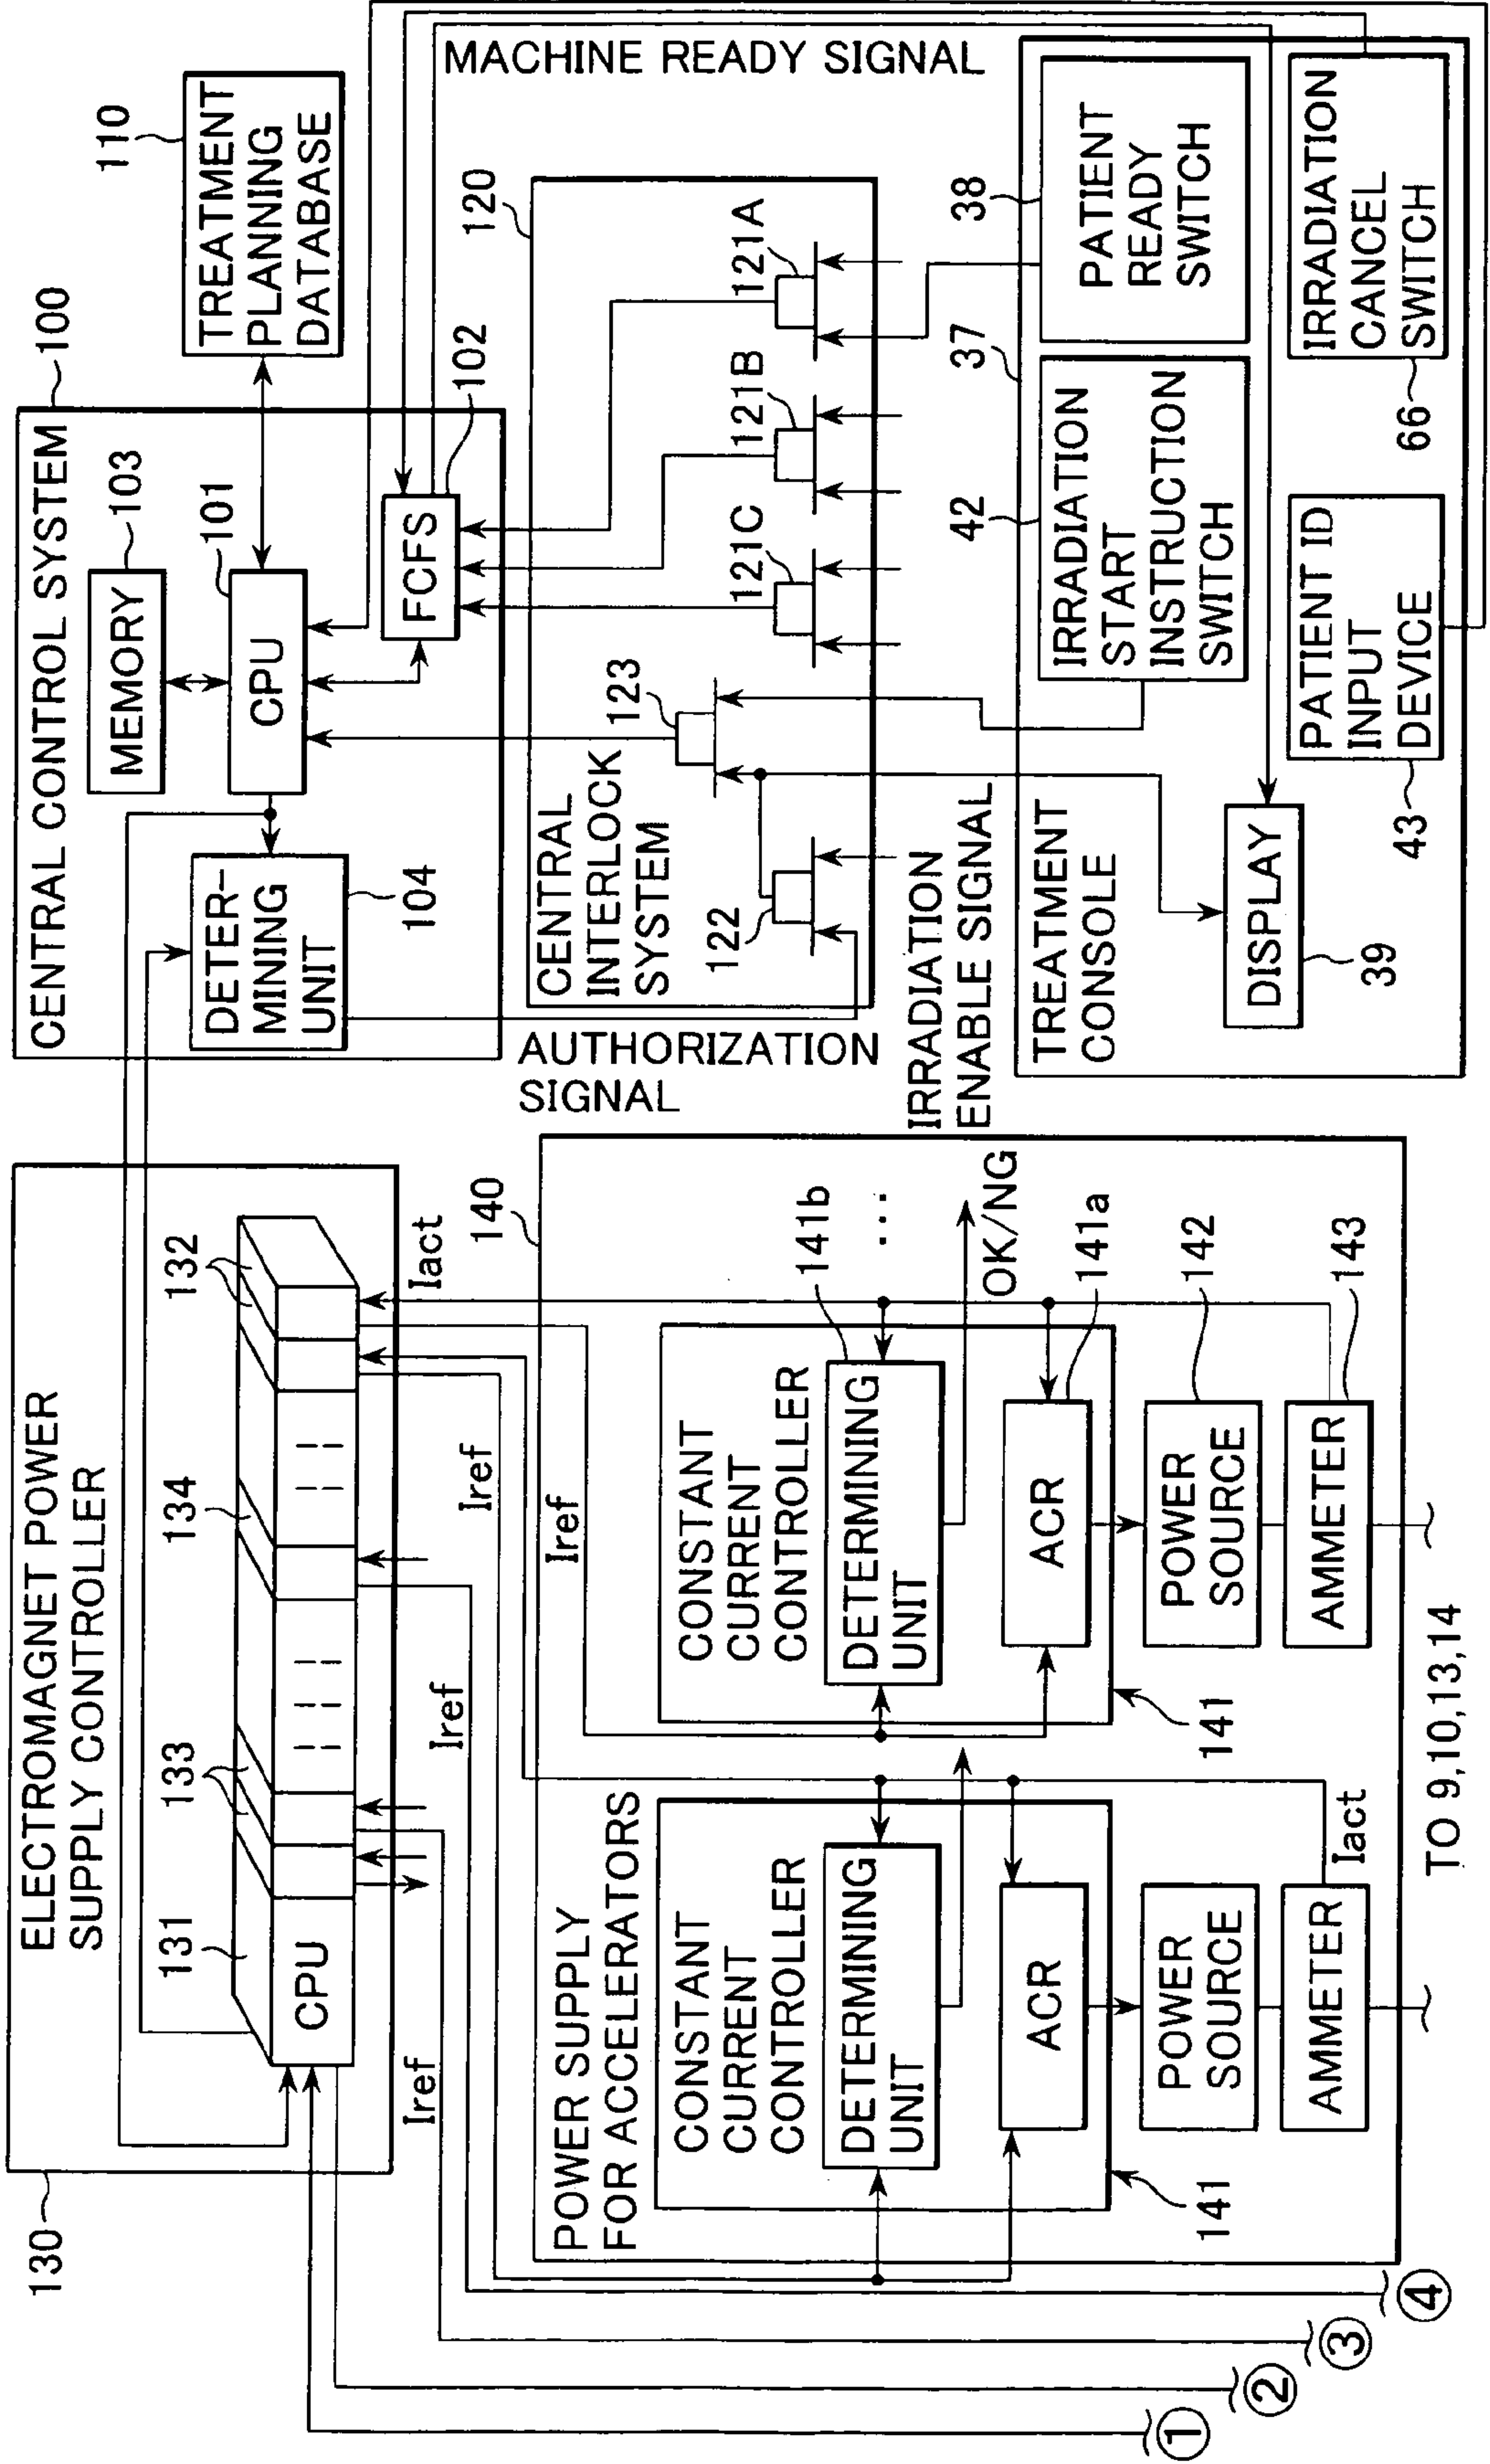 CENTRAL CONTROL SYSTEM
100
110
TREATMENT
PLANNING
DATABASE
MEMORY
103
101
CPU
FCFS
102
DETER-
MINING
UNIT
104
MACHINE READY SIGNAL
120
CENTRAL
INTERLOCK
SYSTEM
122
123
121C
121B
121A
AUTHORIZATION
SIGNAL
IRRADIATION
ENABLE SIGNAL
TREATMENT
CONSOLE
37
38
PATIENT
READY
SWITCH
42
IRRADIATION
START
INSTRUCTION
SWITCH
DISPLAY
39
PATIENT ID
INPUT
DEVICE
43
IRRADIATION
CANCEL
SWITCH
66
ELECTROMAGNET POWER
SUPPLY CONTROLLER
130
131
CPU
133
134
132
Iref
Iref
Iref
Iref
Iact
140
POWER SUPPLY
FOR ACCELERATORS
CONSTANT
CURRENT
CONTROLLER
DETERMINING
UNIT
ACR
141
POWER
SOURCE
AMMETER
Iact
CONSTANT
CURRENT
CONTROLLER
141b
...
DETERMINING
UNIT
OK/NG
ACR
141a
141
POWER
SOURCE
142
AMMETER
143
TO 9,10,13,14
①
②
③
④